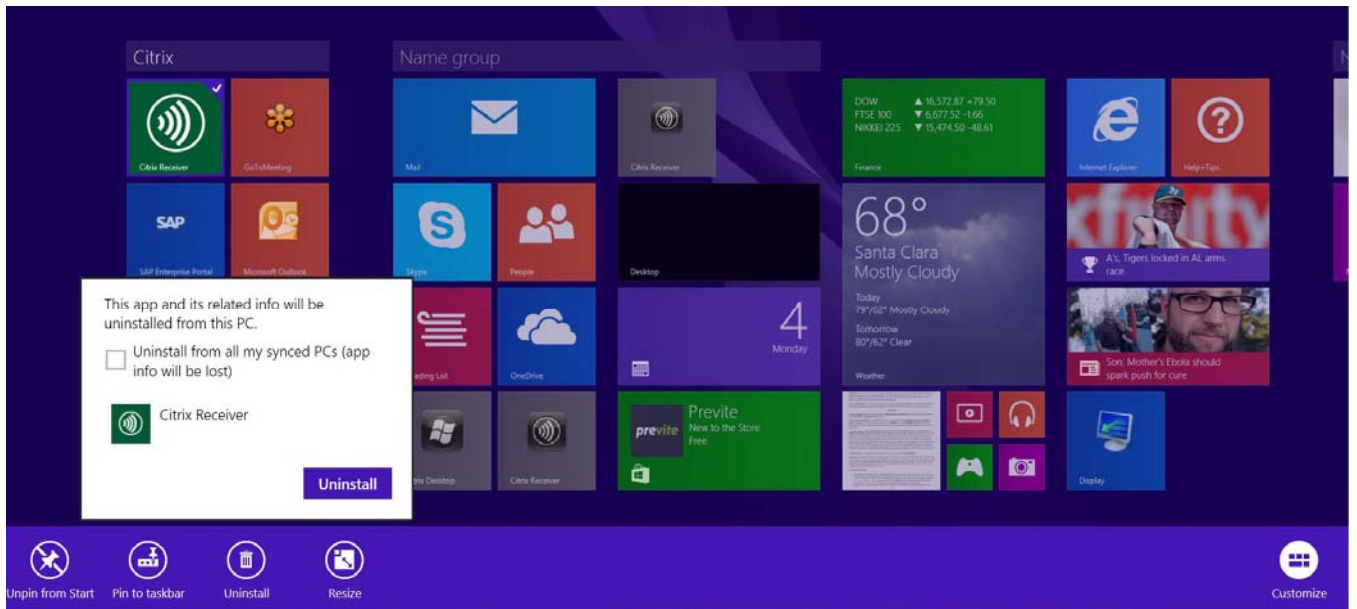 Citrix
Name group
N
Citrix Receiver
GoToMeeting
Mail
Citrix Receiver
DOW ▲ 16,572.87 +79.50
FTSE 100 ▼ 6,677.52 -1.66
NIKKEI 225 ▼ 15,474.50 -48.61
Finance
Internet Explorer
Help+Tips
SAP
SAP Enterprise Portal
Microsoft Outlook
Skype
People
Desktop
68°
Santa Clara
Mostly Cloudy
Today
79°/62° Mostly Cloudy
Tomorrow
80°/62° Clear
Weather
xfinity
A's, Tigers locked in AL arms
race
This app and its related info will be
uninstalled from this PC.
Uninstall from all my synced PCs (app
info will be lost)
Citrix Receiver
Uninstall
ading List
OneDrive
4
Monday
Son: Mother's Ebola should
spark push for cure
Desktop
Citrix Receiver
previte
Previte
New to the Store
Free
Display
Unpin from Start
Pin to taskbar
Uninstall
Resize
Customize